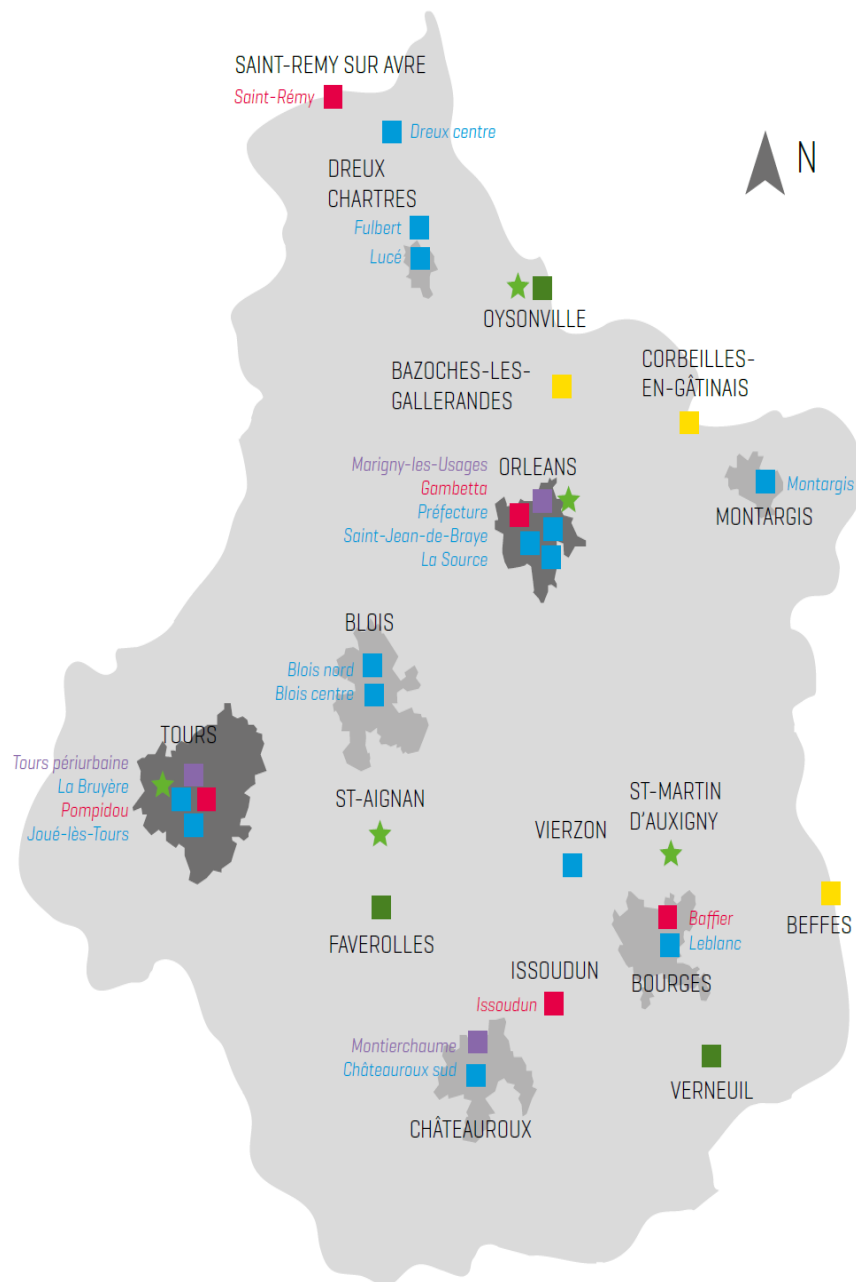 SAINT-REMY SUR AVRE
Saint-Rémy
Dreux centre
N
DREUX
CHARTRES
Fulbert
Lucé
OYSONVILLE
BAZOCHES-LES-
GALLERANDES
CORBEILLES-
EN-GÂTINAIS
Marigny-les-Usages
ORLEANS
Gambetta
Préfecture
Saint-Jean-de-Braye
La Source
Montargis
MONTARGIS
BLOIS
Blois nord
Blois centre
TOURS
Tours périurbaine
La Bruyère
Pompidou
Joué-lès-Tours
ST-AIGNAN
ST-MARTIN
D'AUXIGNY
VIERZON
FAVEROLLES
Baffier
Leblanc
BEFFES
BOURGES
ISSOUDUN
Issoudun
Montierchaume
Châteauroux sud
CHÂTEAUROUX
VERNEUIL